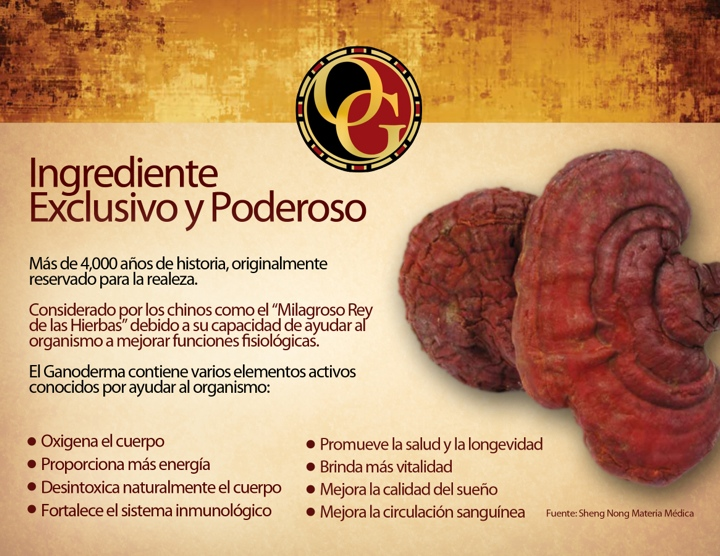 OG
Ingrediente
Exclusivo y Poderoso
Más de 4,000 años de historia, originalmente
reservado para la realeza.
Considerado por los chinos como el “Milagroso Rey
de las Hierbas” debido a su capacidad de ayudar al
organismo a mejorar funciones fisiológicas.
El Ganoderma contiene varios elementos activos
conocidos por ayudar al organismo:
• Oxigena el cuerpo
• Proporciona más energía
• Desintoxica naturalmente el cuerpo
• Fortalece el sistema inmunológico
• Promueve la salud y la longevidad
• Brinda más vitalidad
• Mejora la calidad del sueño
• Mejora la circulación sanguínea
Fuente: Sheng Nong Materia Médica